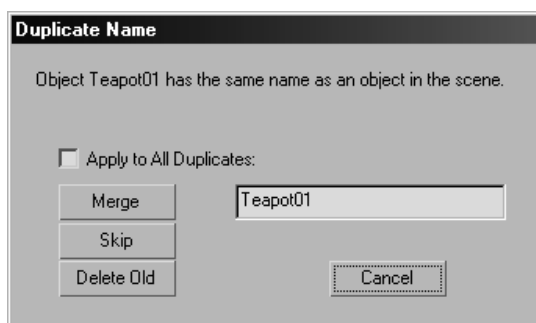 Duplicate Name
Object Teapot01 has the same name as an object in the scene.
Apply to All Duplicates:
Merge
Teapot01
Skip
Delete Old
Cancel